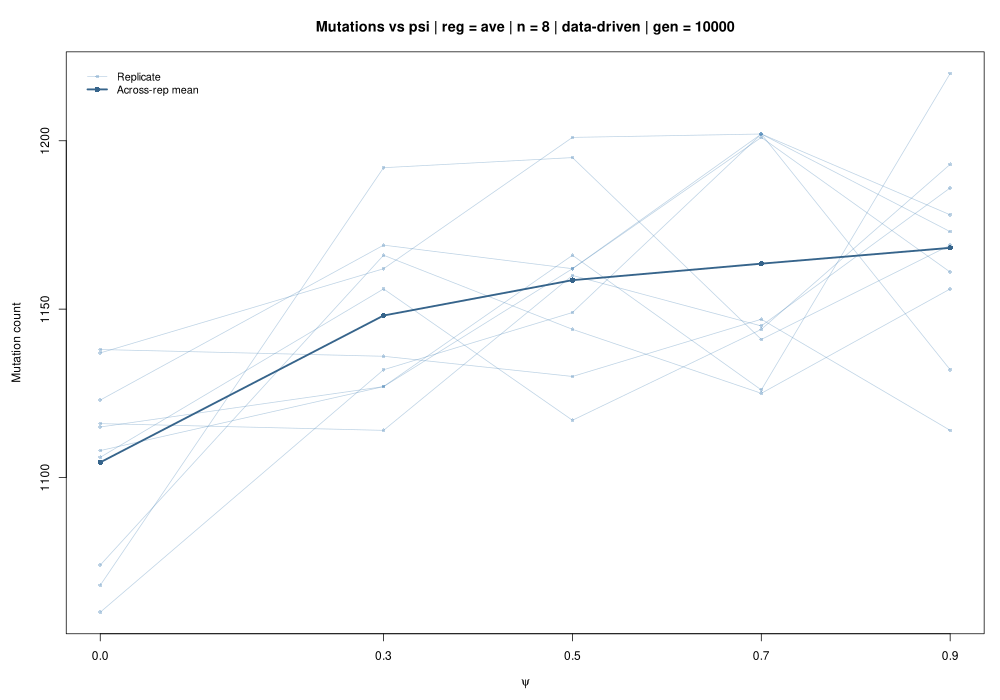 Mutations vs psi | reg = ave | n = 8 | data-driven | gen = 10000
Replicate
Across-rep mean
Mutation count
1200
1150
1100
0.0 0.3 0.5 0.7 0.9
ψ